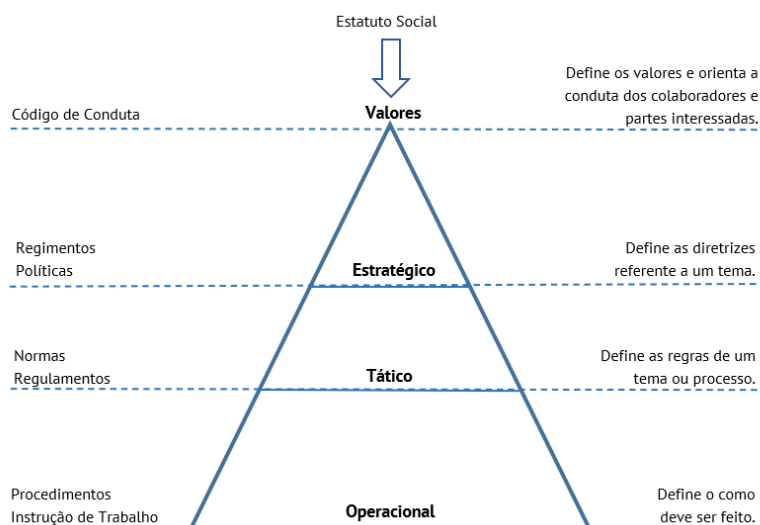 Estatuto Social
Código de Conduta
Valores
Define os valores e orienta a
conduta dos colaboradores e
partes interessadas.
Regimentos
Políticas
Estratégico
Define as diretrizes
referente a um tema.
Normas
Regulamentos
Tático
Define as regras de um
tema ou processo.
Procedimentos
Instrução de Trabalho
Operacional
Define o como
deve ser feito.